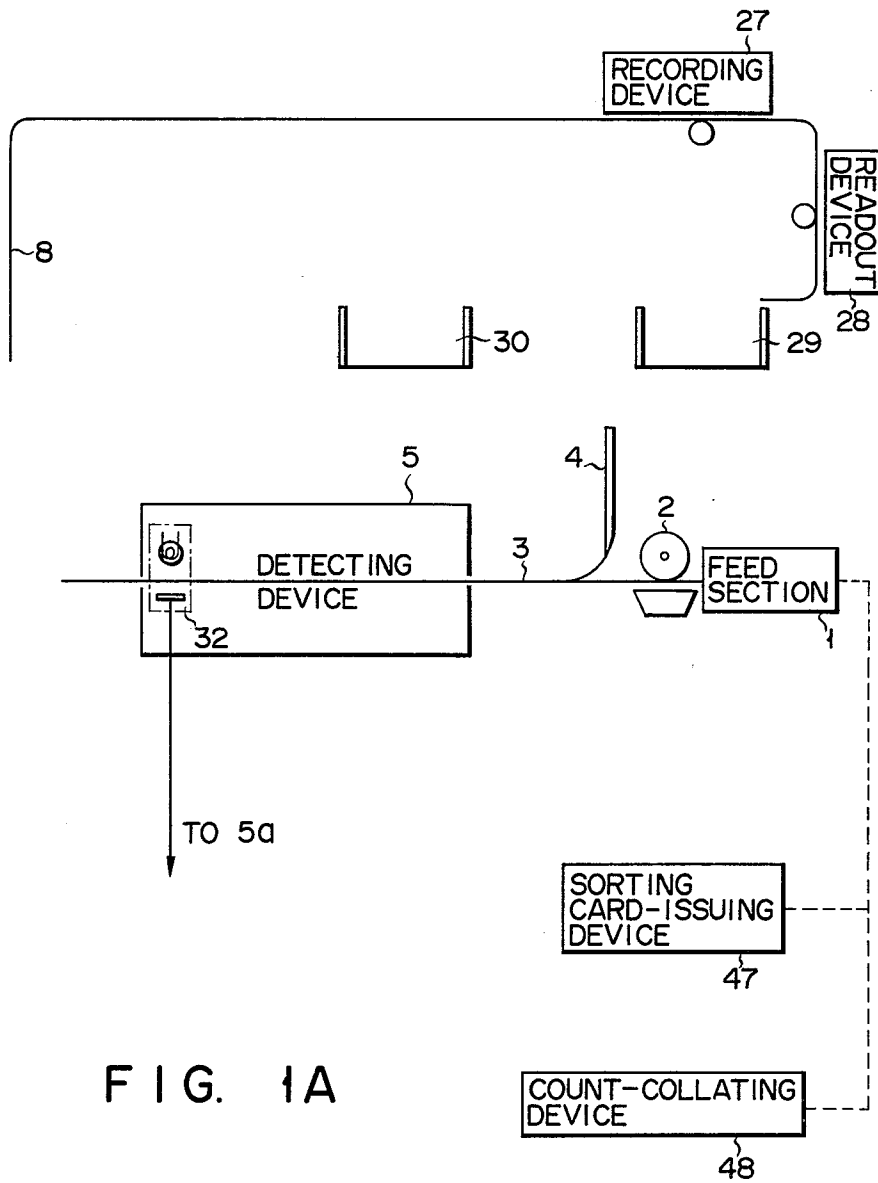 27
RECORDING
DEVICE
READOUT
DEVICE
28
8
30
29
5
4
2
3
DETECTING
DEVICE
32
FEED
SECTION
1
TO 5a
SORTING
CARD-ISSUING
DEVICE
47
FIG. 1A
COUNT-COLLATING
DEVICE
48